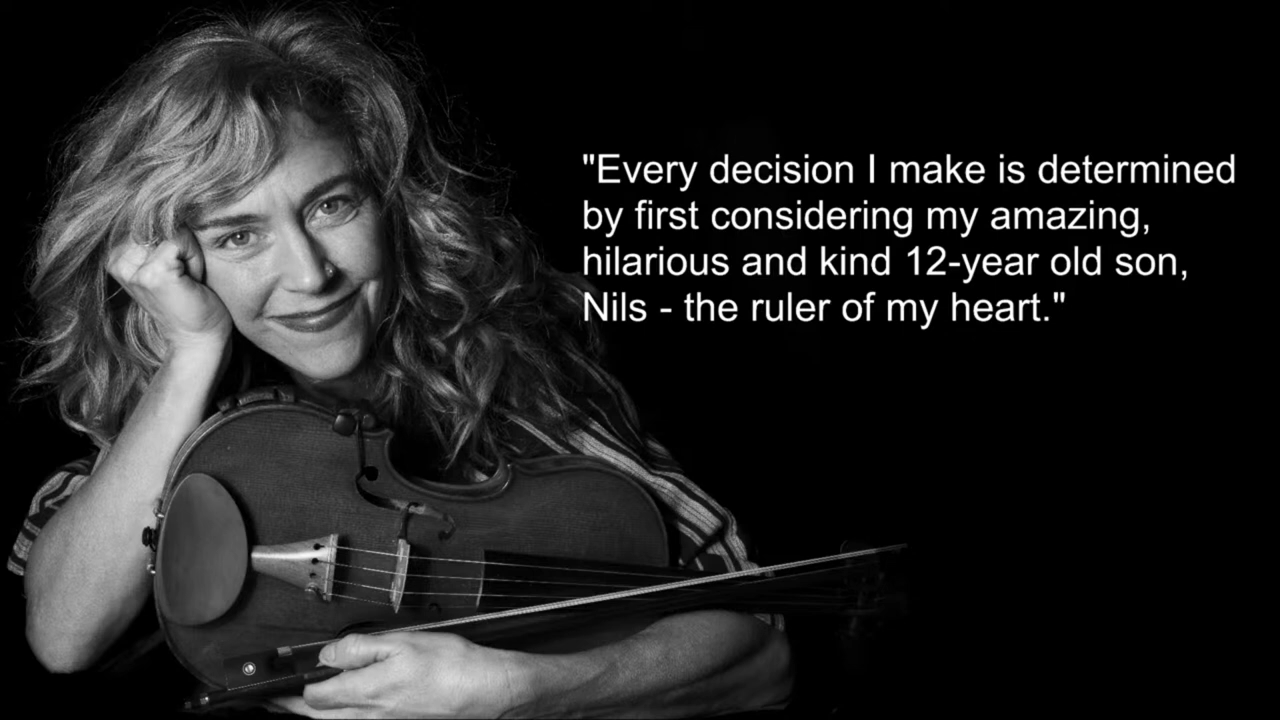 "Every decision I make is determined
by first considering my amazing,
hilarious and kind 12-year old son,
Nils - the ruler of my heart."